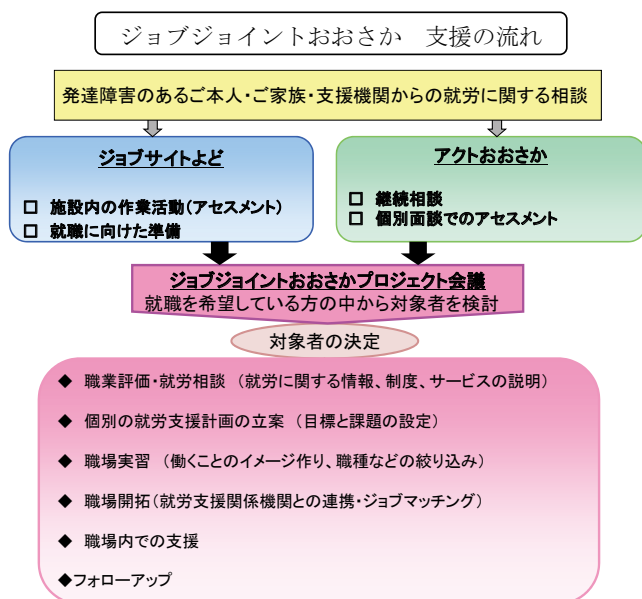 ジョブジョイントおおさか　支援の流れ
発達障害のあるご本人・ご家族・支援機関からの就労に関する相談
ジョブサイトよど
□ 施設内の作業活動(アセスメント)
□ 就職に向けた準備
アクトおおさか
□ 継続相談
□ 個別面談でのアセスメント
ジョブジョイントおおさかプロジェクト会議
就職を希望している方の中から対象者を検討
対象者の決定
◆ 職業評価・就労相談 (就労に関する情報、制度、サービスの説明)
◆ 個別の就労支援計画の立案 (目標と課題の設定)
◆ 職場実習 (働くことのイメージ作り、職種などの絞り込み)
◆ 職場開拓(就労支援関係機関との連携・ジョブマッチング)
◆ 職場内での支援
◆フォローアップ